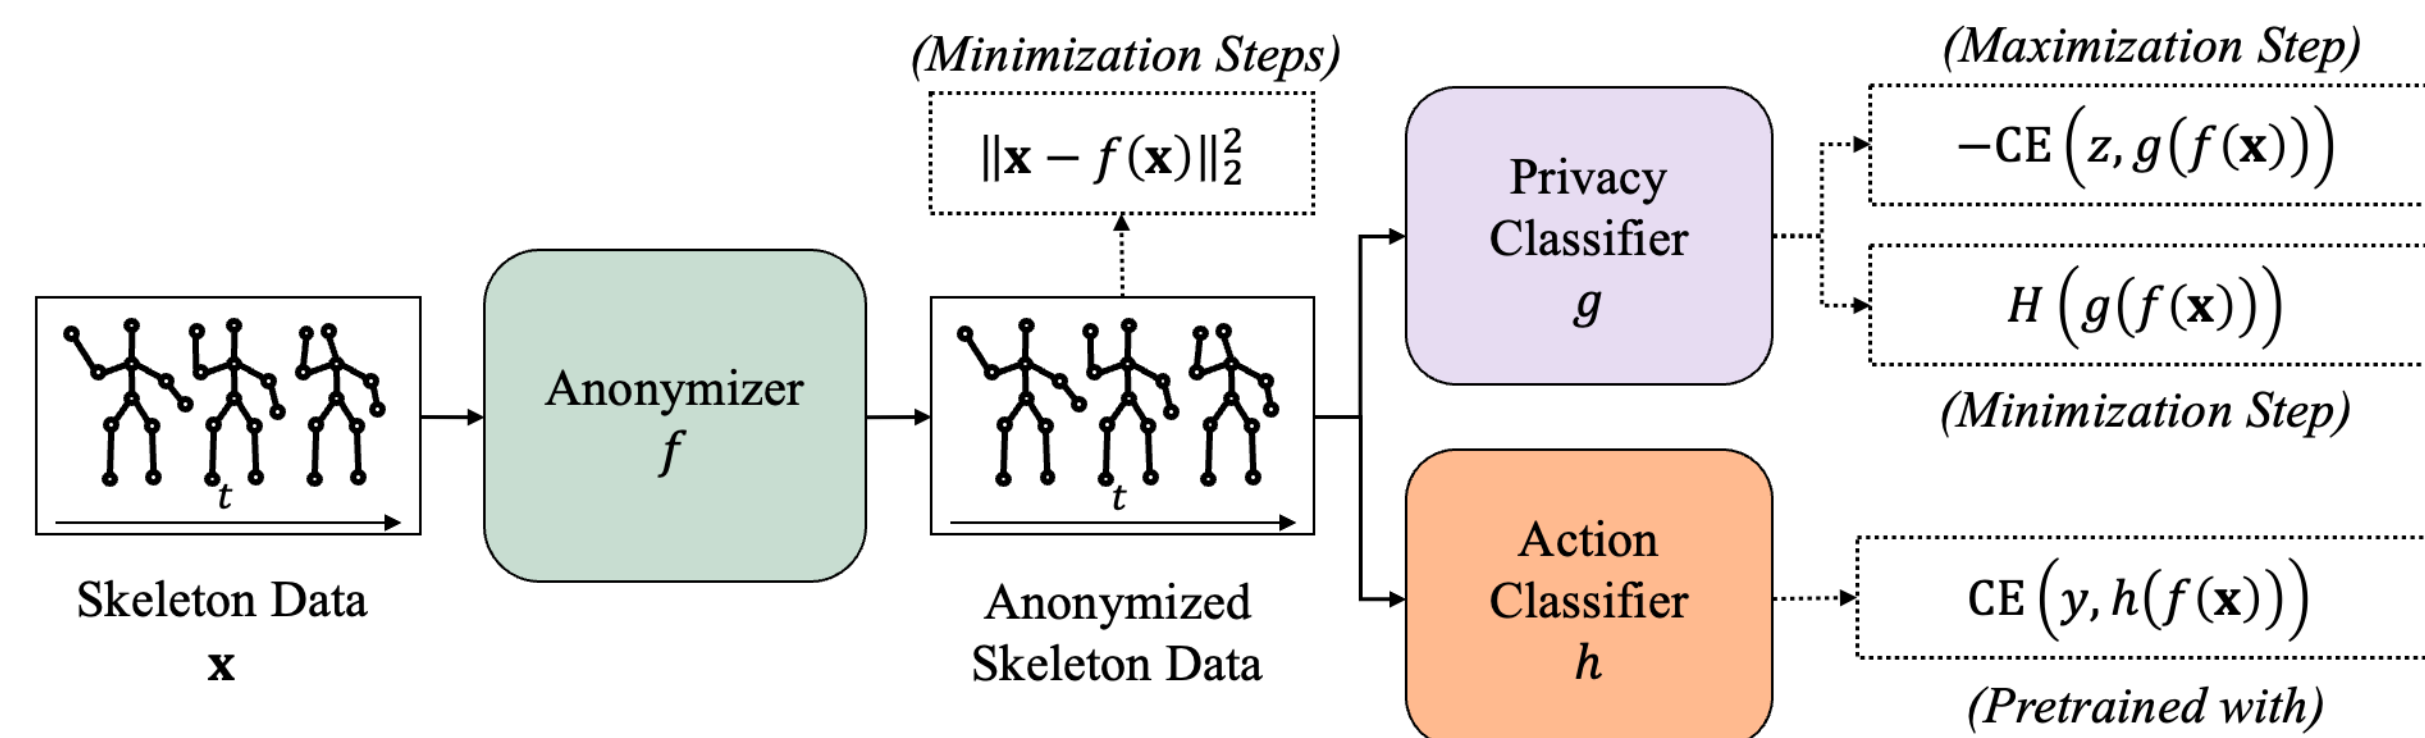 (Minimization Steps)
‖x − f(x)‖₂²
(Maximization Step)
−CE(z, g(f(x)))
Privacy
Classifier
g
H(g(f(x)))
(Minimization Step)
Anonymizer
f
t
t
Skeleton Data
x
Anonymized
Skeleton Data
Action
Classifier
h
CE(y, h(f(x)))
(Pretrained with)